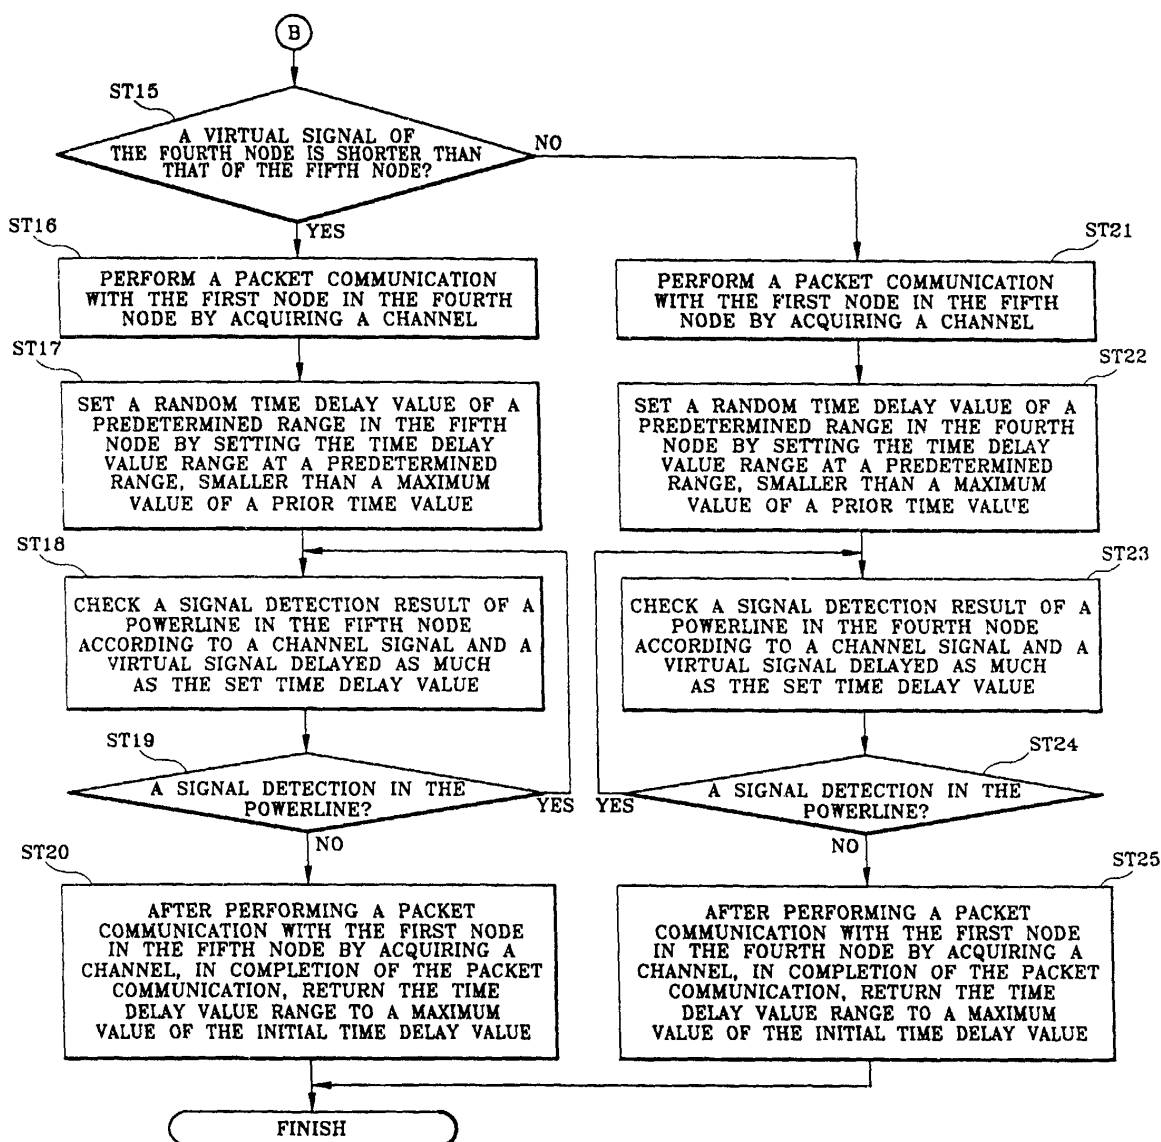 B
ST15
A VIRTUAL SIGNAL OF
THE FOURTH NODE IS SHORTER THAN
THAT OF THE FIFTH NODE?
NO
YES
ST16
PERFORM A PACKET COMMUNICATION
WITH THE FIRST NODE IN THE FOURTH
NODE BY ACQUIRING A CHANNEL
ST17
SET A RANDOM TIME DELAY VALUE OF A
PREDETERMINED RANGE IN THE FIFTH
NODE BY SETTING THE TIME DELAY
VALUE RANGE AT A PREDETERMINED
RANGE, SMALLER THAN A MAXIMUM
VALUE OF A PRIOR TIME VALUE
ST18
CHECK A SIGNAL DETECTION RESULT OF A
POWERLINE IN THE FIFTH NODE
ACCORDING TO A CHANNEL SIGNAL AND A
VIRTUAL SIGNAL DELAYED AS MUCH
AS THE SET TIME DELAY VALUE
ST19
A SIGNAL DETECTION IN THE
POWERLINE?
YES
NO
ST20
AFTER PERFORMING A PACKET
COMMUNICATION WITH THE FIRST NODE
IN THE FIFTH NODE BY ACQUIRING A
CHANNEL, IN COMPLETION OF THE PACKET
COMMUNICATION, RETURN THE TIME
DELAY VALUE RANGE TO A MAXIMUM
VALUE OF THE INITIAL TIME DELAY VALUE
ST21
PERFORM A PACKET COMMUNICATION
WITH THE FIRST NODE IN THE FIFTH
NODE BY ACQUIRING A CHANNEL
ST22
SET A RANDOM TIME DELAY VALUE OF A
PREDETERMINED RANGE IN THE FOURTH
NODE BY SETTING THE TIME DELAY
VALUE RANGE AT A PREDETERMINED
RANGE, SMALLER THAN A MAXIMUM
VALUE OF A PRIOR TIME VALUE
ST23
CHECK A SIGNAL DETECTION RESULT OF A
POWERLINE IN THE FOURTH NODE
ACCORDING TO A CHANNEL SIGNAL AND A
VIRTUAL SIGNAL DELAYED AS MUCH
AS THE SET TIME DELAY VALUE
ST24
A SIGNAL DETECTION IN THE
POWERLINE?
YES
NO
ST25
AFTER PERFORMING A PACKET
COMMUNICATION WITH THE FIRST NODE
IN THE FOURTH NODE BY ACQUIRING A
CHANNEL, IN COMPLETION OF THE PACKET
COMMUNICATION, RETURN THE TIME
DELAY VALUE RANGE TO A MAXIMUM
VALUE OF THE INITIAL TIME DELAY VALUE
FINISH